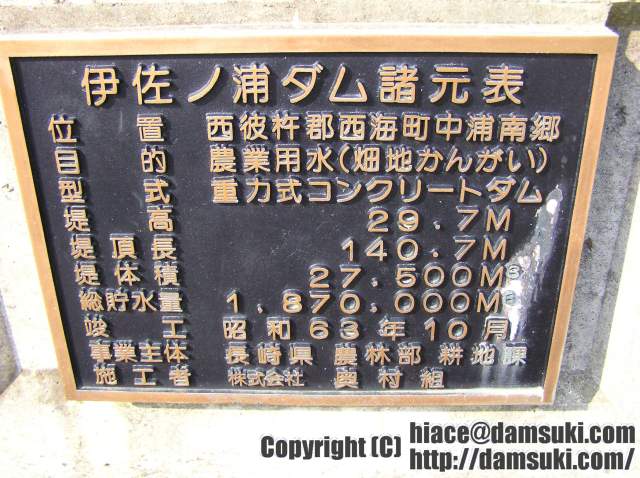 伊佐ノ浦ダム諸元表
位置 西彼杵郡西海町中浦南郷
目的 農業用水(畑地かんがい)
型式 重力式コンクリートダム
堤高 29.7M
堤頂長 140.7M
堤体積 27,500M³
総貯水量 1,870,000M³
竣工 昭和63年10月
事業主体 長崎県 農林部 耕地課
施工者 株式会社 奥村組
Copyright (C) hiace@damsuki.com
http://damsuki.com/